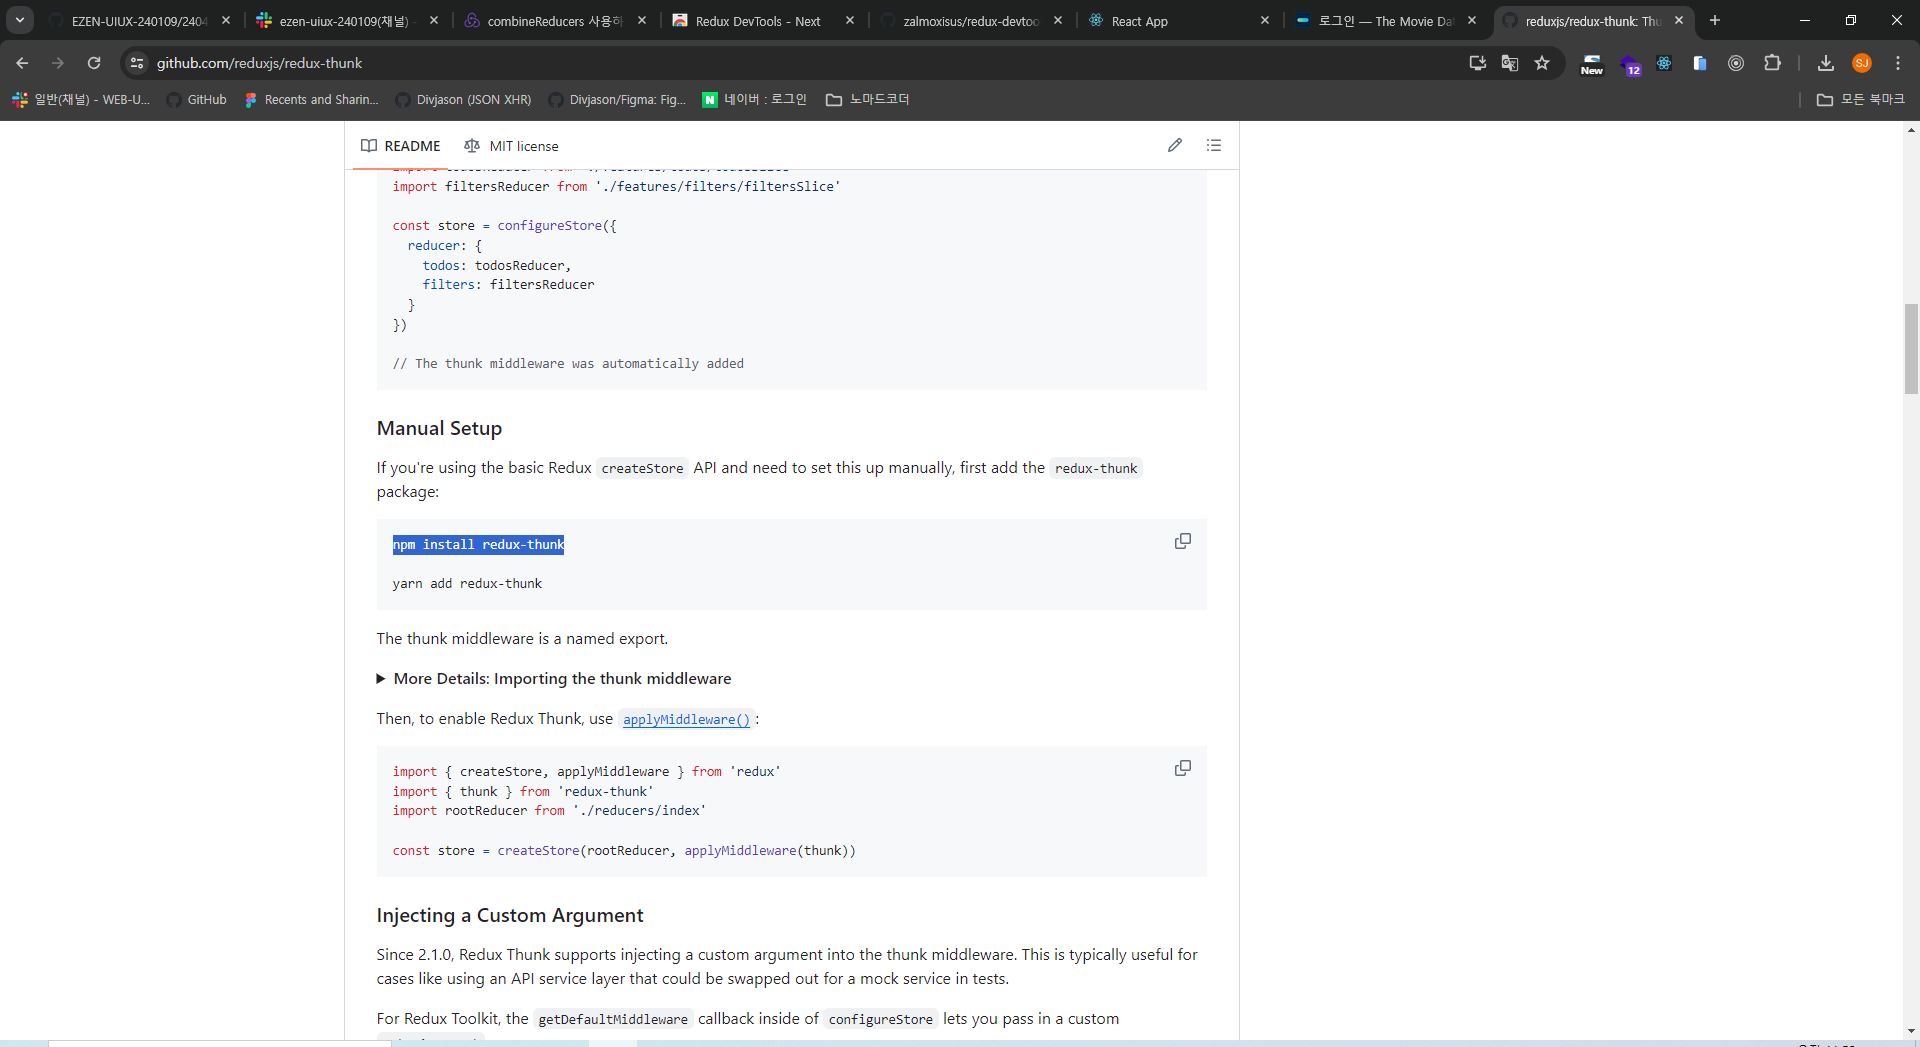 EZEN-UIUX-240109/2404
ezen-uiux-240109(채널) -
combineReducers 사용하
Redux DevTools - Next
zalmoxisus/redux-devtoo
React App
로그인 — The Movie Dat
reduxjs/redux-thunk: Thu
github.com/reduxjs/redux-thunk
New
12
SJ
일반(채널) - WEB-U...
GitHub
Recents and Sharin...
Divjason (JSON XHR)
Divjason/Figma: Fig...
N
네이버 : 로그인
노마드코더
모든 북마크
README
MIT license
import filtersReducer from './features/filters/filtersSlice'
const store = configureStore({
reducer: {
todos: todosReducer,
filters: filtersReducer
}
})
// The thunk middleware was automatically added
Manual Setup
If you're using the basic Redux createStore API and need to set this up manually, first add the redux-thunk
package:
npm install redux-thunk
yarn add redux-thunk
The thunk middleware is a named export.
More Details: Importing the thunk middleware
Then, to enable Redux Thunk, use applyMiddleware() :
import { createStore, applyMiddleware } from 'redux'
import { thunk } from 'redux-thunk'
import rootReducer from './reducers/index'
const store = createStore(rootReducer, applyMiddleware(thunk))
Injecting a Custom Argument
Since 2.1.0, Redux Thunk supports injecting a custom argument into the thunk middleware. This is typically useful for
cases like using an API service layer that could be swapped out for a mock service in tests.
For Redux Toolkit, the getDefaultMiddleware callback inside of configureStore lets you pass in a custom